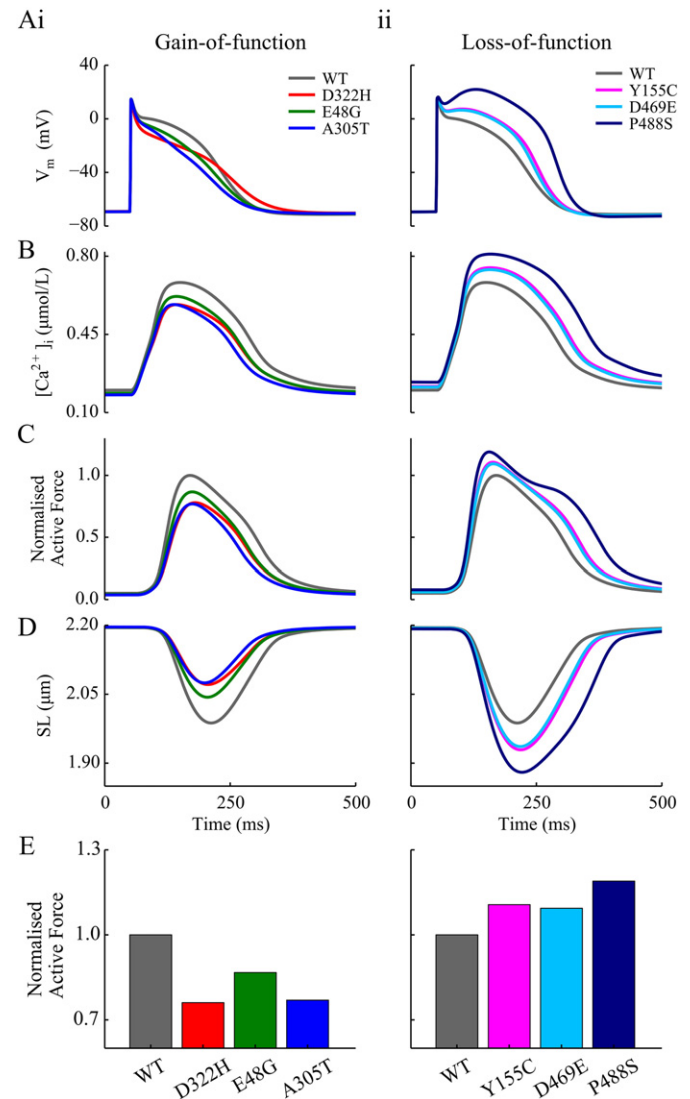 Ai
ii
Gain-of-function
Loss-of-function
40
0
−40
−80
Vm (mV)
WT
D322H
E48G
A305T
WT
Y155C
D469E
P488S
B
0.80
0.45
0.10
[Ca2+]i (μmol/L)
C
1.0
0.5
0.0
Normalised
Active Force
D
2.20
2.05
1.90
SL (μm)
0
250
500
0
250
500
Time (ms)
Time (ms)
E
1.3
1.0
0.7
Normalised
Active Force
WT
D322H
E48G
A305T
WT
Y155C
D469E
P488S